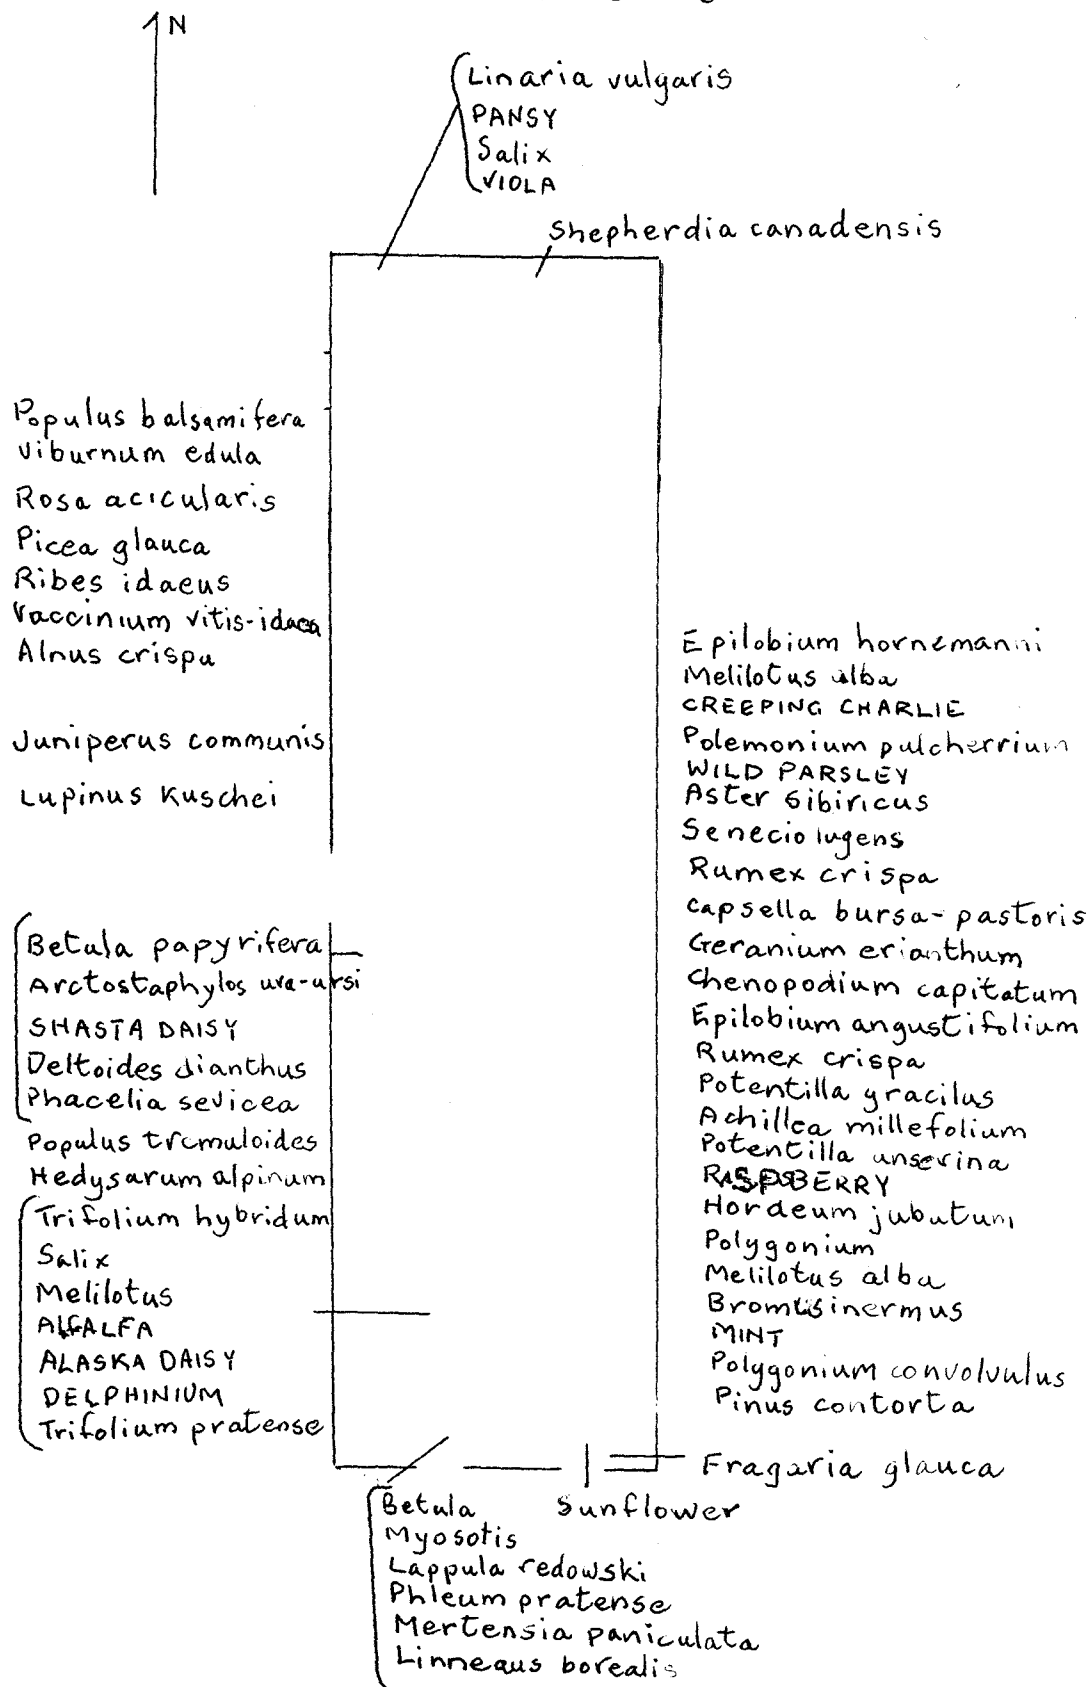 N
Linaria vulgaris
PANSY
Salix
VIOLA
Shepherdia canadensis
Populus balsamifera
Viburnum edula
Rosa acicularis
Picea glauca
Ribes idaeus
Vaccinium vitis-idaea
Alnus crispa
Juniperus communis
Lupinus Kuschei
Betula papyrifera
Arctostaphylos uva-ursi
SHASTA DAISY
Deltoides dianthus
Phacelia sevicea
Populus tremuloides
Hedysarum alpinum
Trifolium hybridum
Salix
Melilotus
ALFALFA
ALASKA DAISY
DELPHINIUM
Trifolium pratense
Epilobium hornemanni
Melilotus alba
CREEPING CHARLIE
Polemonium pulcherrium
WILD PARSLEY
Aster sibiricus
Senecio lugens
Rumex crispa
Capsella bursa-pastoris
Geranium erianthum
Chenopodium capitatum
Epilobium angustifolium
Rumex crispa
Potentilla gracilus
Achillea millefolium
Potentilla anserina
RASPBERRY
Hordeum jubatum
Polygonium
Melilotus alba
Bromus inermus
MINT
Polygonium convolvulus
Pinus contorta
Fragaria glauca
Sunflower
Betula
Myosotis
Lappula redowski
Phleum pratense
Mertensia paniculata
Linneaus borealis